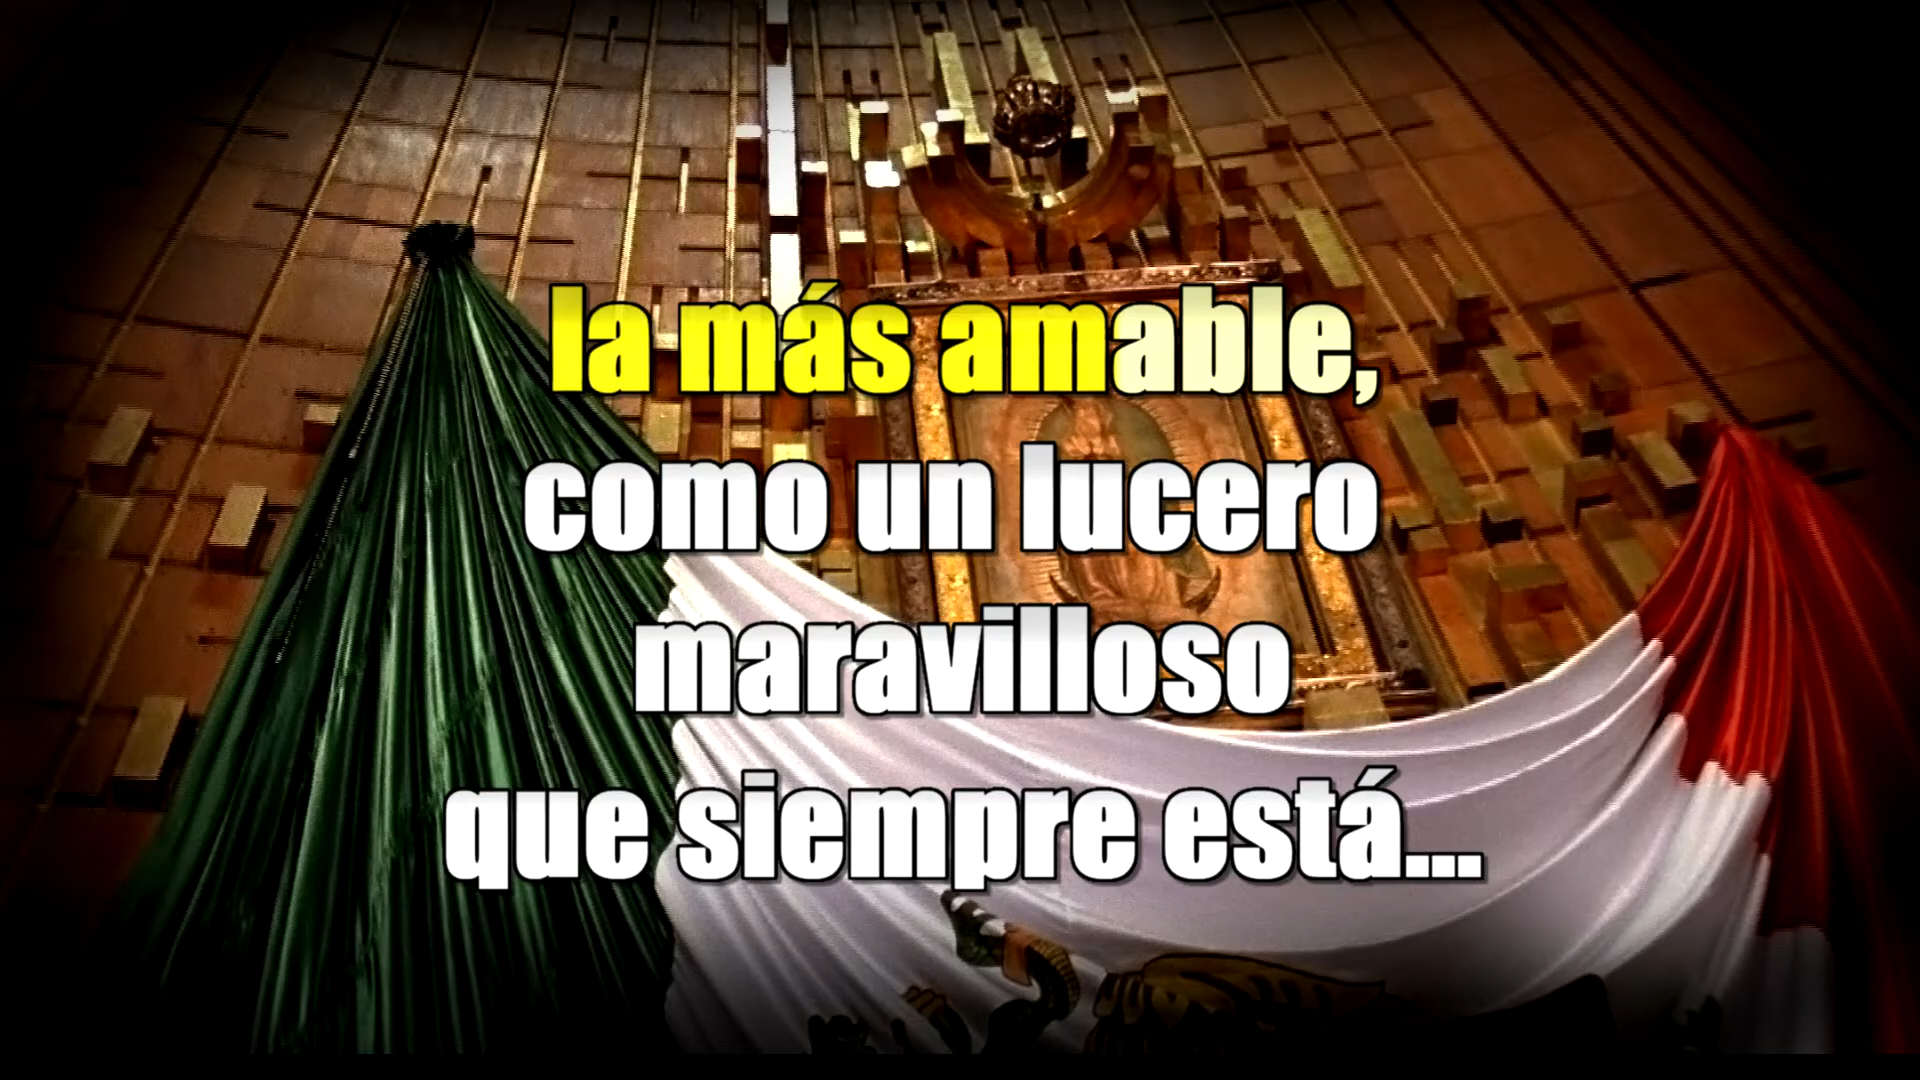 la más amable,
como un lucero
maravilloso
que siempre está...